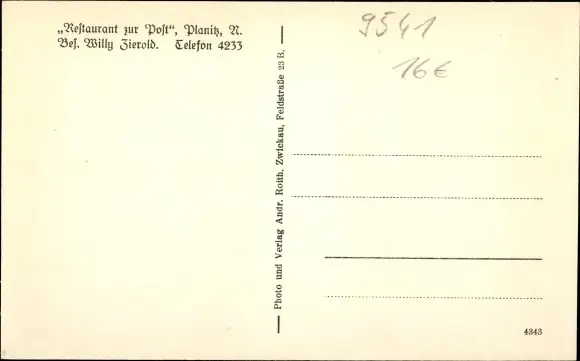 „Restaurant zur Post“, Planitz, N.
Bes. Willy Zierold. Telefon 4233
Photo und Verlag Andr. Roith, Zwickau, Feldstraße 23 B.
9541
16€
4343